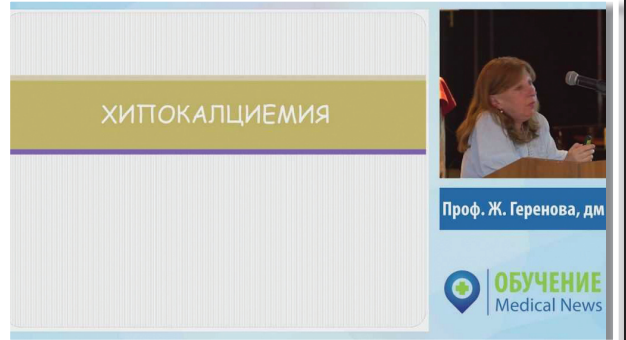 ХИПОКАЛЦИЕМИЯ
Проф. Ж. Геренова, дм
ОБУЧЕНИЕ
Medical News